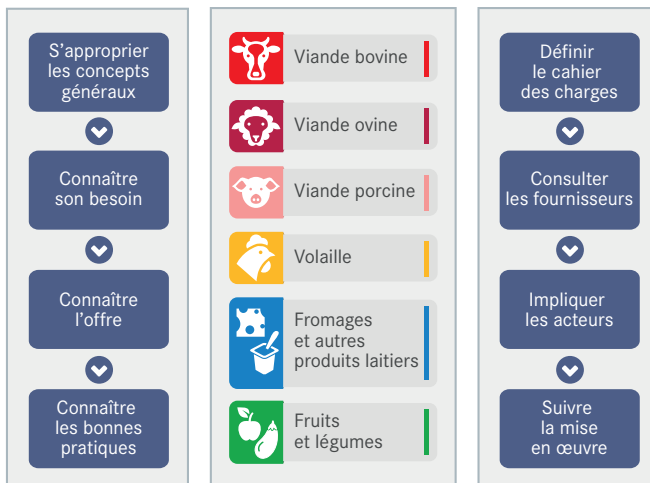 S'approprier
les concepts
généraux
Connaître
son besoin
Connaître
l'offre
Connaître
les bonnes
pratiques
Viande bovine
Viande ovine
Viande porcine
Volaille
Fromages
et autres
produits laitiers
Fruits
et légumes
Définir
le cahier
des charges
Consulter
les fournisseurs
Impliquer
les acteurs
Suivre
la mise
en œuvre